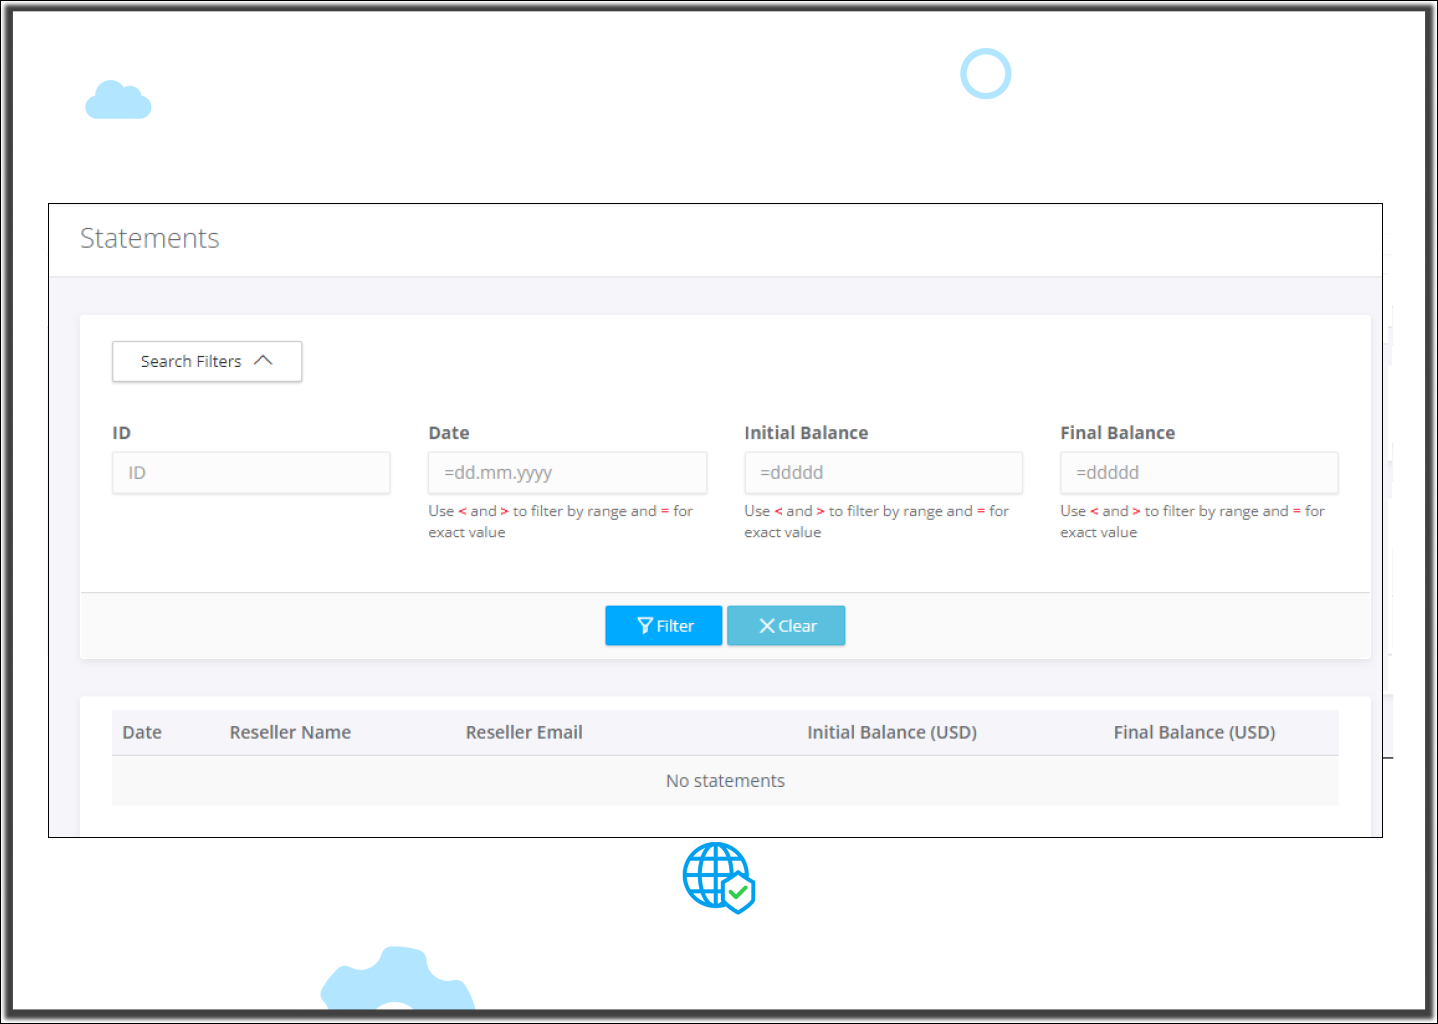 Statements
Search Filters
ID Date Initial Balance Final Balance
ID =dd.mm.yyyy =ddddd =ddddd
Use < and > to filter by range and = for
exact value
Use < and > to filter by range and = for
exact value
Use < and > to filter by range and = for
exact value
Filter Clear
Date Reseller Name Reseller Email Initial Balance (USD) Final Balance (USD)
No statements